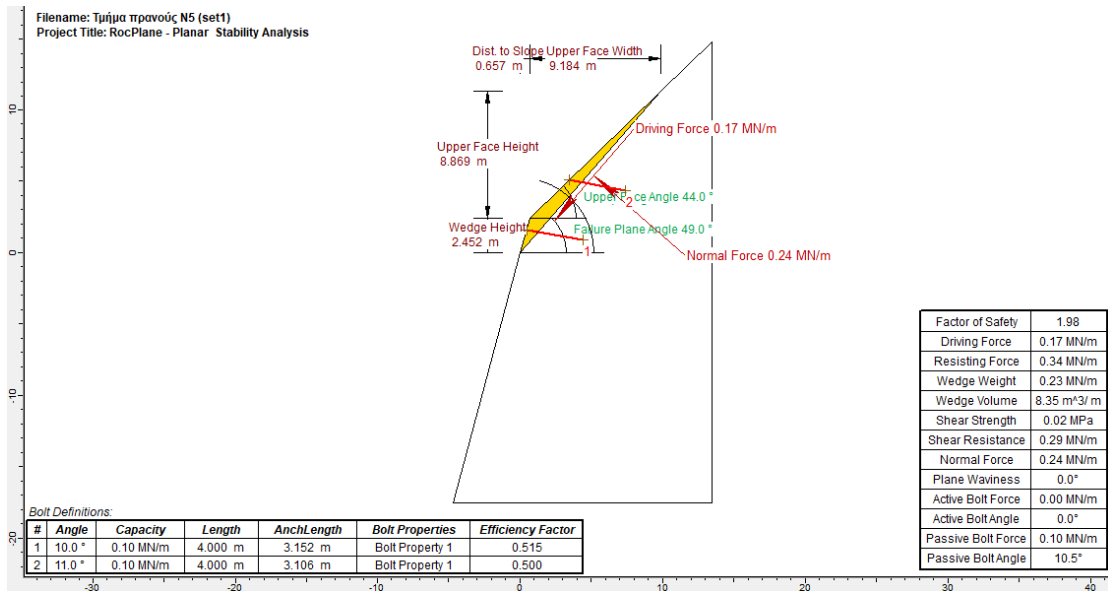 Filename: Τμήμα πρανούς N5 (set1)
Project Title: RocPlane - Planar Stability Analysis
Dist. to Slope Upper Face Width
0.657 m 9.184 m
Driving Force 0.17 MN/m
Upper Face Height
8.869 m
Upper ce Angle 44.0 °
2
Wedge Height
2.452 m
Failure Plane Angle 49.0 °
1
Normal Force 0.24 MN/m
10
0
-10
-20
Factor of Safety 1.98
Driving Force 0.17 MN/m
Resisting Force 0.34 MN/m
Wedge Weight 0.23 MN/m
Wedge Volume 8.35 m^3/ m
Shear Strength 0.02 MPa
Shear Resistance 0.29 MN/m
Normal Force 0.24 MN/m
Plane Waviness 0.0°
Active Bolt Force 0.00 MN/m
Active Bolt Angle 0.0°
Passive Bolt Force 0.10 MN/m
Passive Bolt Angle 10.5°
Bolt Definitions:
# Angle Capacity Length AnchLength Bolt Properties Efficiency Factor
1 10.0 ° 0.10 MN/m 4.000 m 3.152 m Bolt Property 1 0.515
2 11.0 ° 0.10 MN/m 4.000 m 3.106 m Bolt Property 1 0.500
-30 -20 -10 0 10 20 30 40